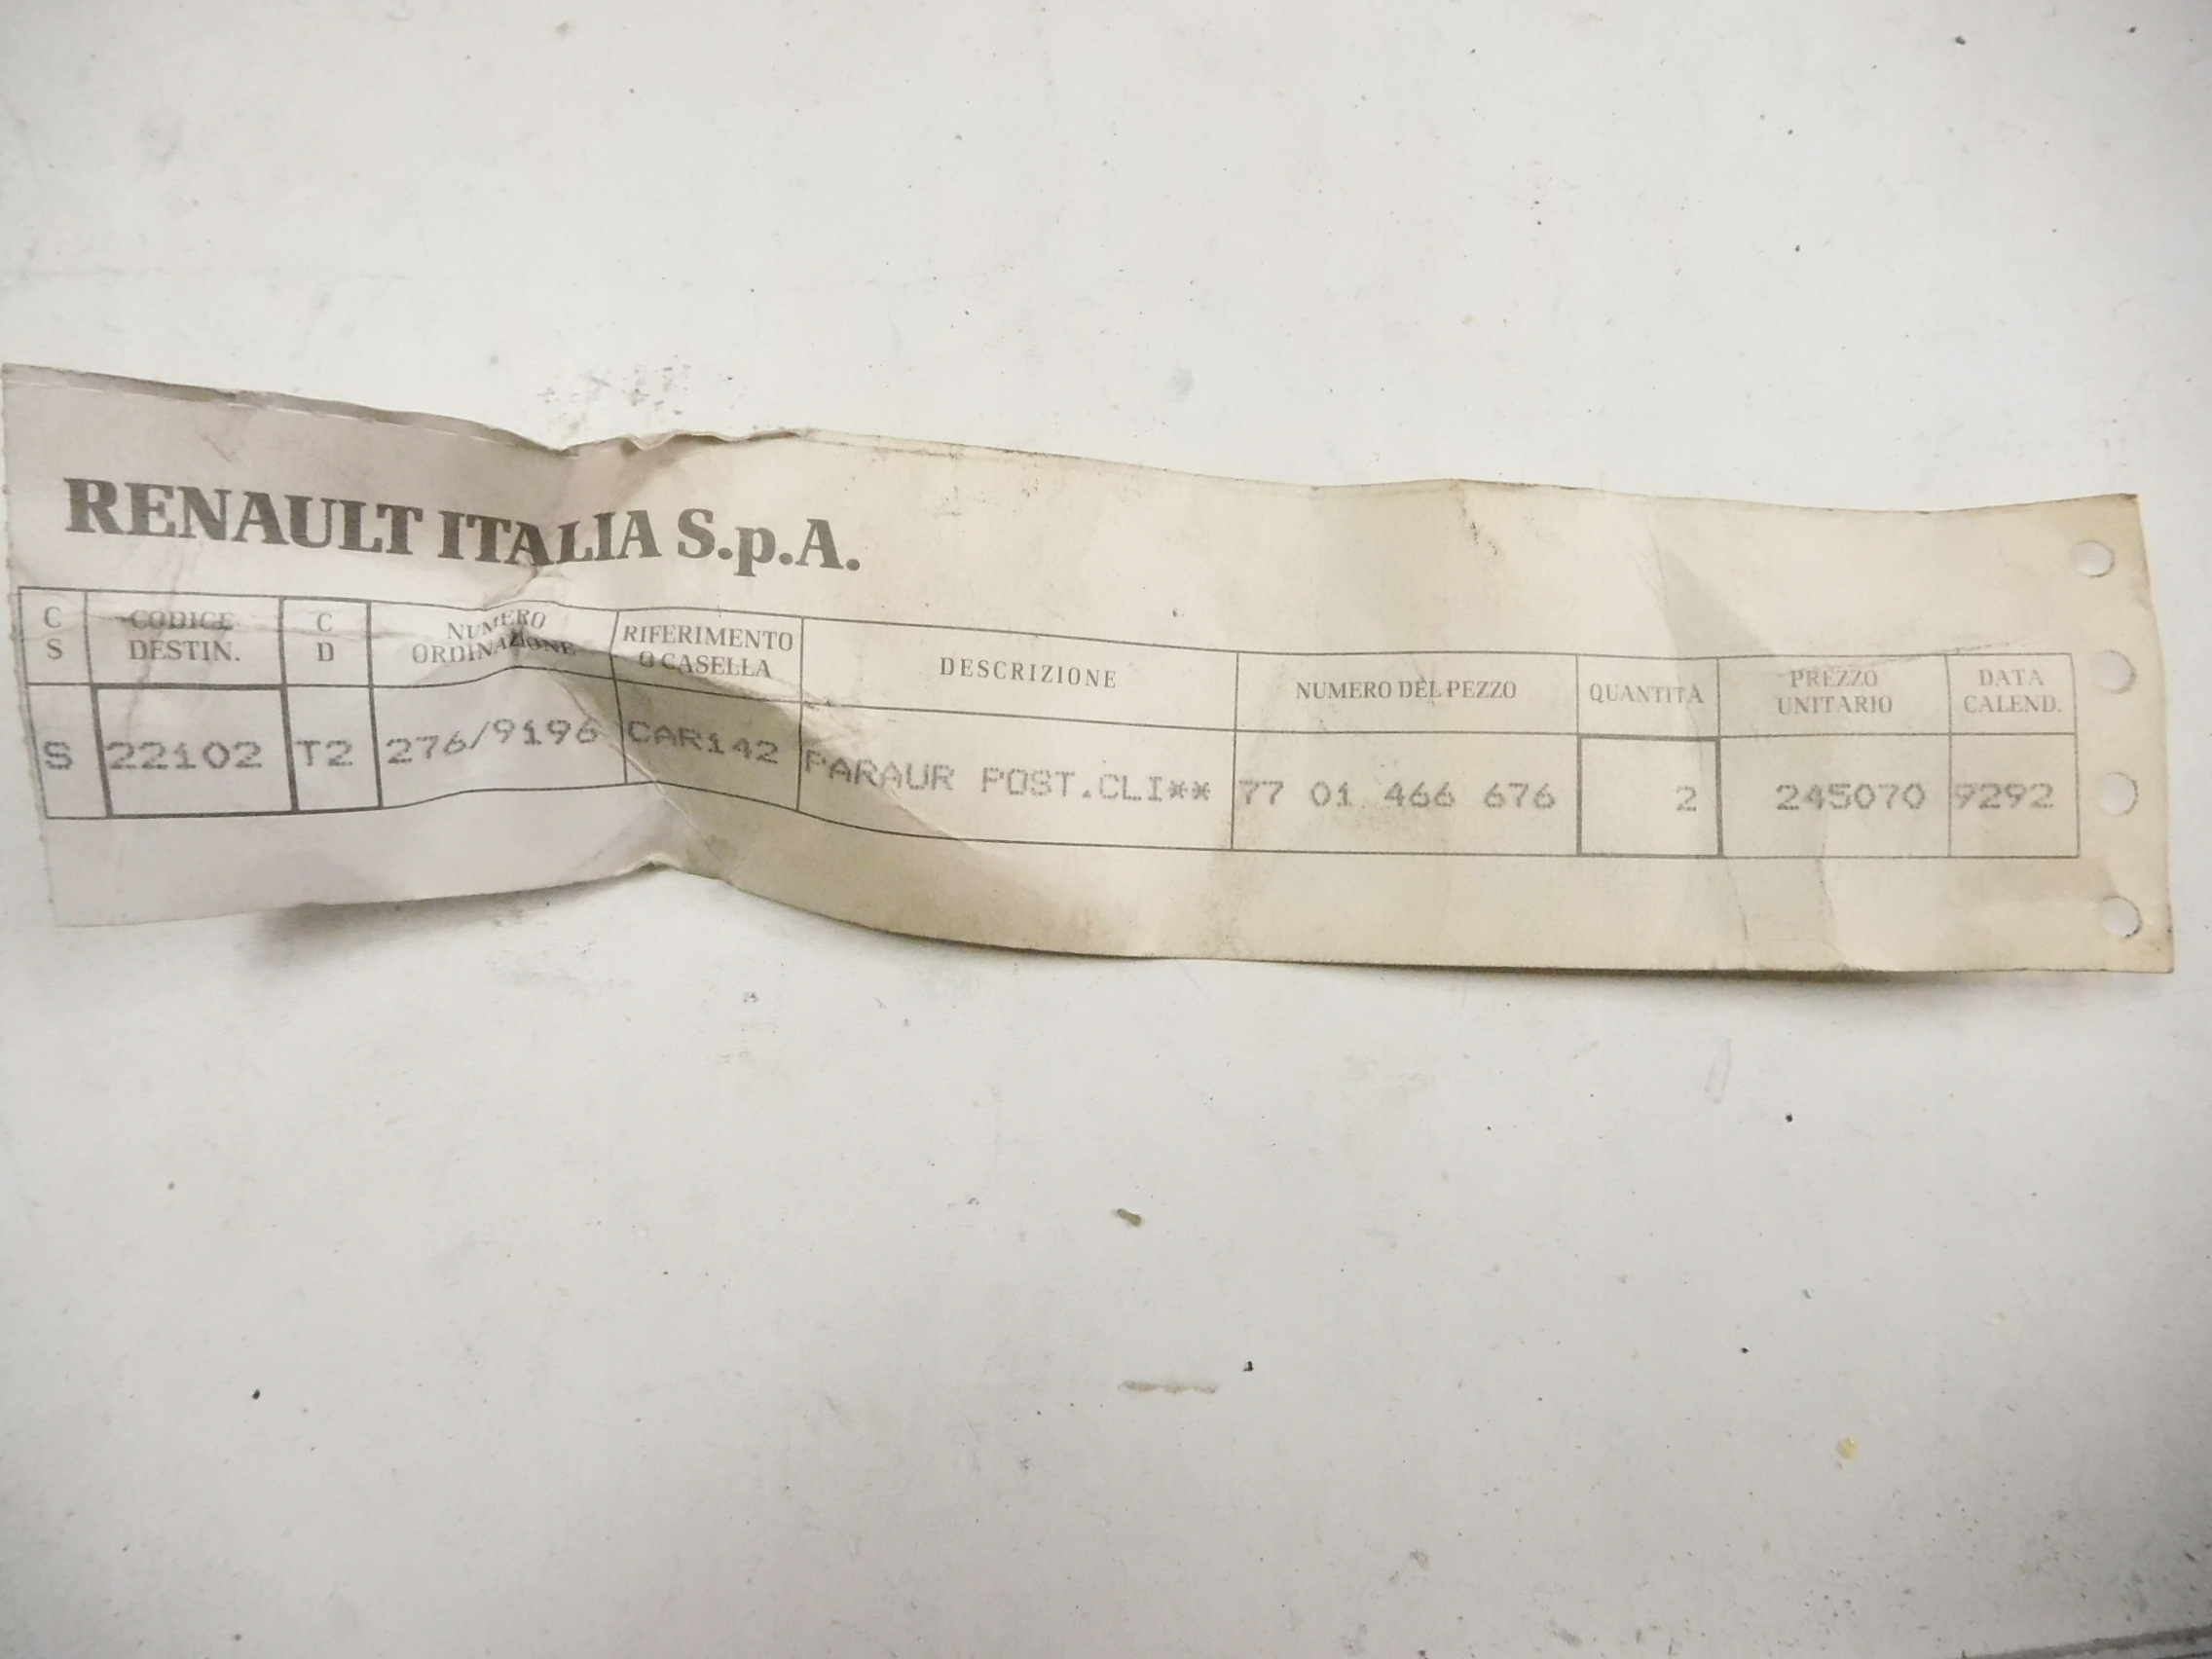 RENAULT ITALIA S.p.A.
C S CODICE DESTIN. C D NUMERO ORDINAZIONE RIFERIMENTO O CASELLA DESCRIZIONE NUMERO DEL PEZZO QUANTITÀ PREZZO UNITARIO DATA CALEND.
S 22102 T2 276/9196 CAR142 PARAUR POST.CLI** 77 01 466 676 2 245070 9292